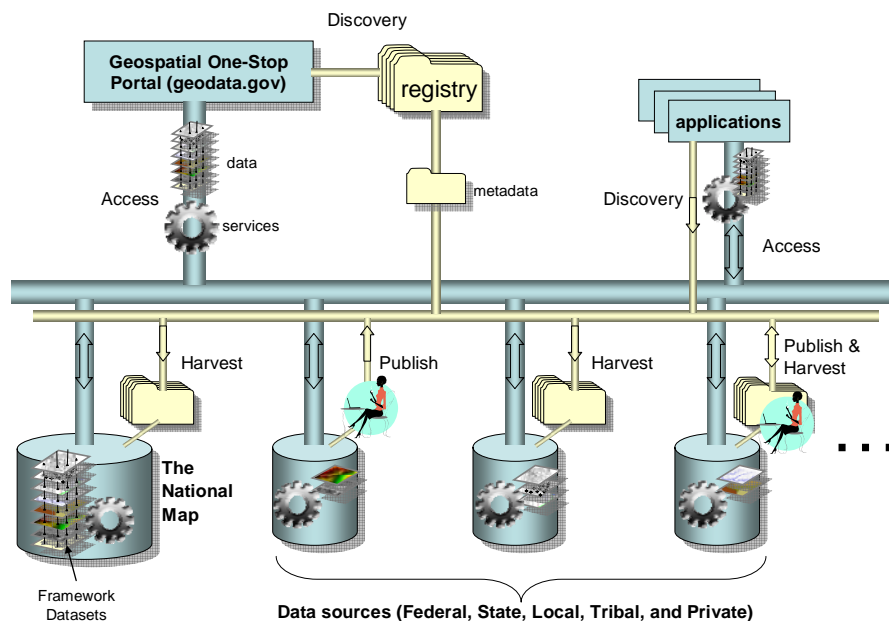 Discovery
Geospatial One-Stop
Portal (geodata.gov)
registry
applications
data
metadata
Access
Discovery
services
Access
Harvest
Publish
Harvest
Publish &
Harvest
The
National
Map
. . .
Framework
Datasets
Data sources (Federal, State, Local, Tribal, and Private)